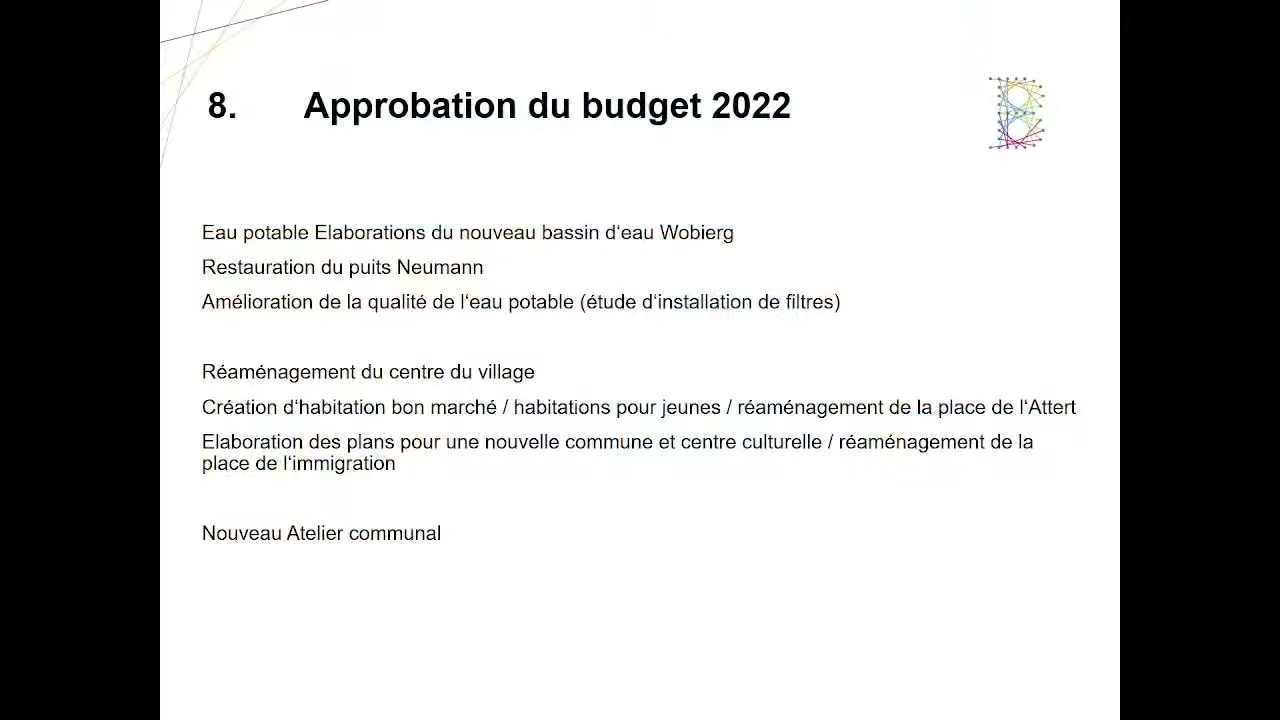 8. Approbation du budget 2022
Eau potable Elaborations du nouveau bassin d‘eau Wobierg
Restauration du puits Neumann
Amélioration de la qualité de l‘eau potable (étude d‘installation de filtres)
Réaménagement du centre du village
Création d‘habitation bon marché / habitations pour jeunes / réaménagement de la place de l‘Attert
Elaboration des plans pour une nouvelle commune et centre culturelle / réaménagement de la
place de l‘immigration
Nouveau Atelier communal